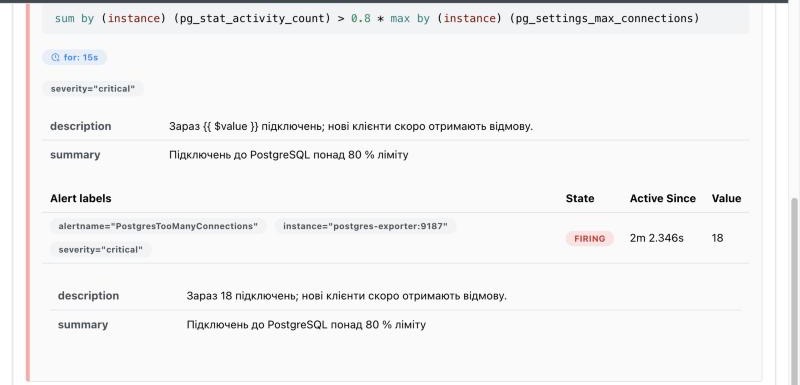 sum by (instance) (pg_stat_activity_count) > 0.8 * max by (instance) (pg_settings_max_connections)
for: 15s
severity="critical"
description Зараз {{ $value }} підключень; нові клієнти скоро отримають відмову.
summary Підключень до PostgreSQL понад 80 % ліміту
Alert labels State Active Since Value
alertname="PostgresTooManyConnections" instance="postgres-exporter:9187"
severity="critical"
FIRING 2m 2.346s 18
description Зараз 18 підключень; нові клієнти скоро отримають відмову.
summary Підключень до PostgreSQL понад 80 % ліміту